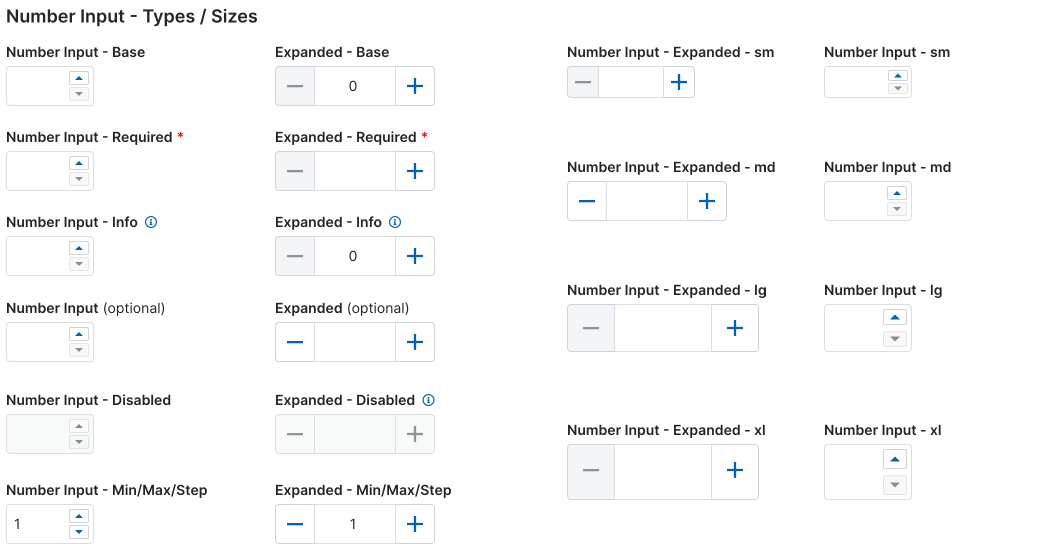 Number Input - Types / Sizes
Number Input - Base
Expanded - Base
0
Number Input - Required *
Expanded - Required *
Number Input - Info
Expanded - Info
0
Number Input (optional)
Expanded (optional)
Number Input - Disabled
Expanded - Disabled
Number Input - Min/Max/Step
1
Expanded - Min/Max/Step
1
Number Input - Expanded - sm
Number Input - sm
Number Input - Expanded - md
Number Input - md
Number Input - Expanded - lg
Number Input - lg
Number Input - Expanded - xl
Number Input - xl